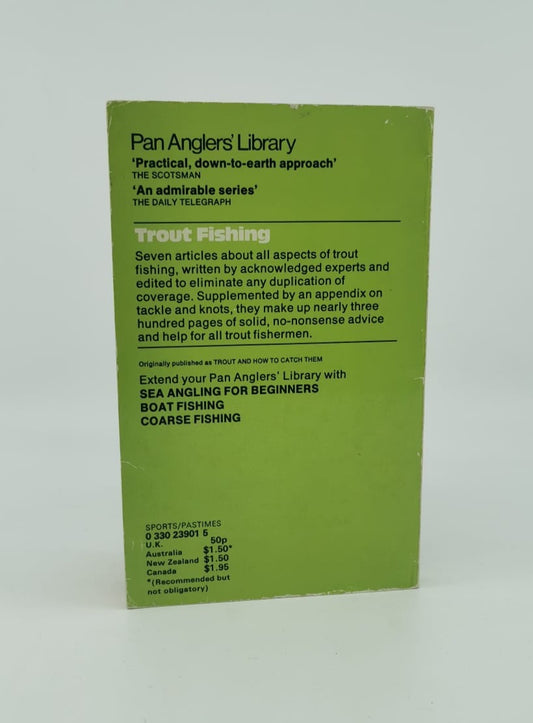 Pan Anglers' Library
'Practical, down-to-earth approach'
THE SCOTSMAN
'An admirable series'
THE DAILY TELEGRAPH
Trout Fishing
Seven articles about all aspects of trout
fishing, written by acknowledged experts and
edited to eliminate any duplication of
coverage. Supplemented by an appendix on
tackle and knots, they make up nearly three
hundred pages of solid, no-nonsense advice
and help for all trout fishermen.
Originally published as TROUT AND HOW TO CATCH THEM
Extend your Pan Anglers' Library with
SEA ANGLING FOR BEGINNERS
BOAT FISHING
COARSE FISHING
SPORTS/PASTIMES
0 330 23901 5
U.K. 50p
Australia $1.50*
New Zealand $1.50
Canada $1.95
*(Recommended but
not obligatory)